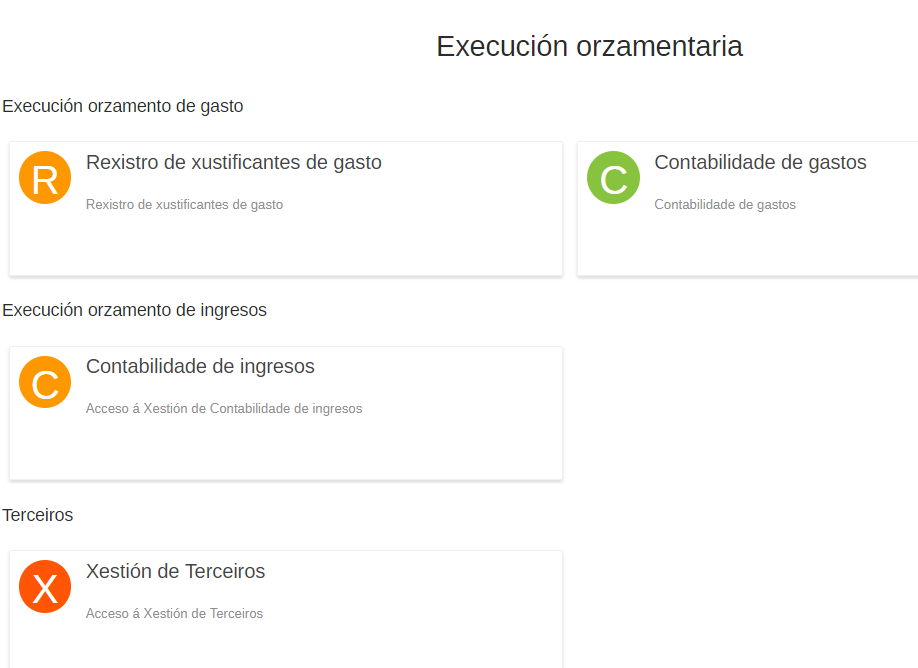 Execución orzamentaria
Execución orzamento de gasto
R
Rexistro de xustificantes de gasto
Rexistro de xustificantes de gasto
C
Contabilidade de gastos
Contabilidade de gastos
Execución orzamento de ingresos
C
Contabilidade de ingresos
Acceso á Xestión de Contabilidade de ingresos
Terceiros
X
Xestión de Terceiros
Acceso á Xestión de Terceiros